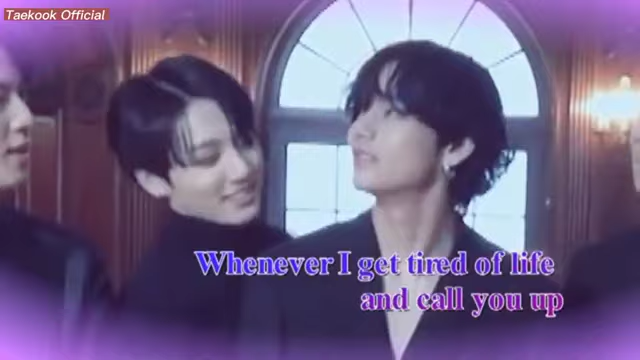 Taekook Official
Whenever I get tired of life
and call you up